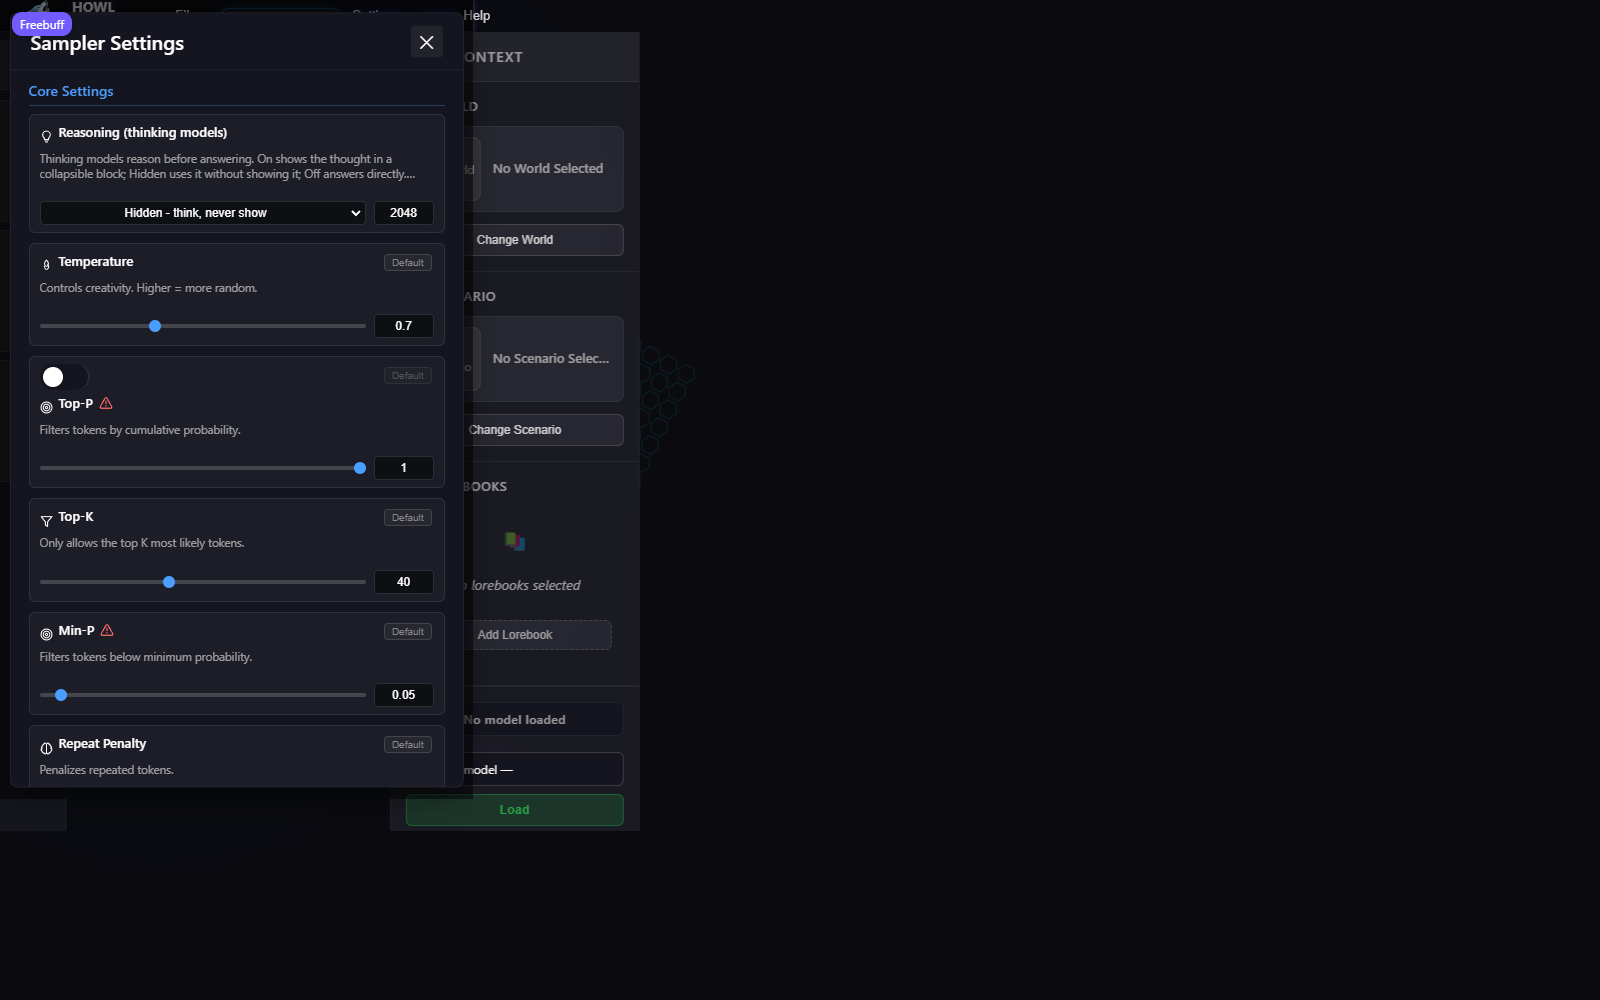 HOWL
Help
Freebuff
Sampler Settings
ONTEXT
Core Settings
Reasoning (thinking models)
Thinking models reason before answering. On shows the thought in a
collapsible block; Hidden uses it without showing it; Off answers directly....
Hidden - think, never show
2048
No World Selected
Change World
Temperature
Default
Controls creativity. Higher = more random.
0.7
ARIO
No Scenario Selec...
Change Scenario
Default
Top-P
Filters tokens by cumulative probability.
1
BOOKS
Top-K
Default
Only allows the top K most likely tokens.
40
lorebooks selected
Add Lorebook
Min-P
Default
Filters tokens below minimum probability.
0.05
No model loaded
Repeat Penalty
Default
Penalizes repeated tokens.
model —
Load